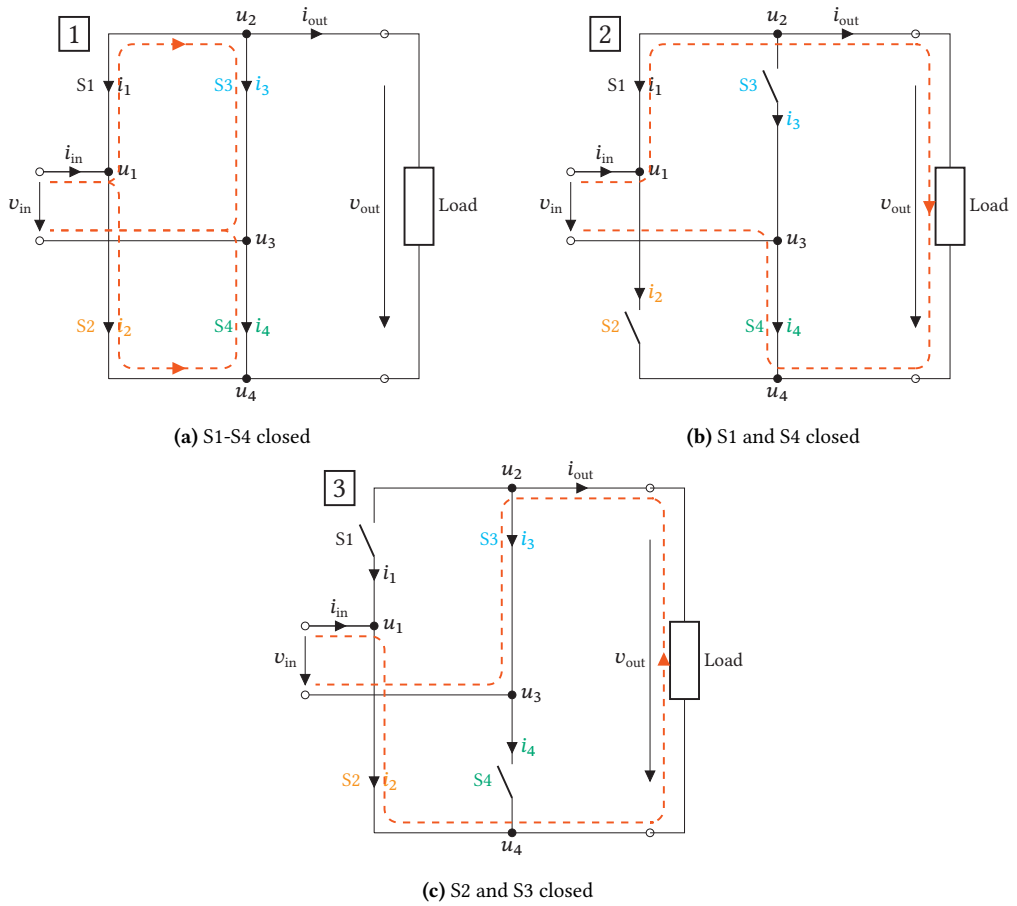 1
u2
iout
S1
i1
S3
i3
iin
u1
vin
vout
Load
u3
S2
i2
S4
i4
u4
(a) S1-S4 closed
2
u2
iout
S1
i1
S3
i3
iin
u1
vin
vout
Load
u3
i2
S2
S4
i4
u4
(b) S1 and S4 closed
3
u2
iout
S1
i1
S3
i3
iin
u1
vin
vout
Load
u3
i4
S2
i2
S4
u4
(c) S2 and S3 closed